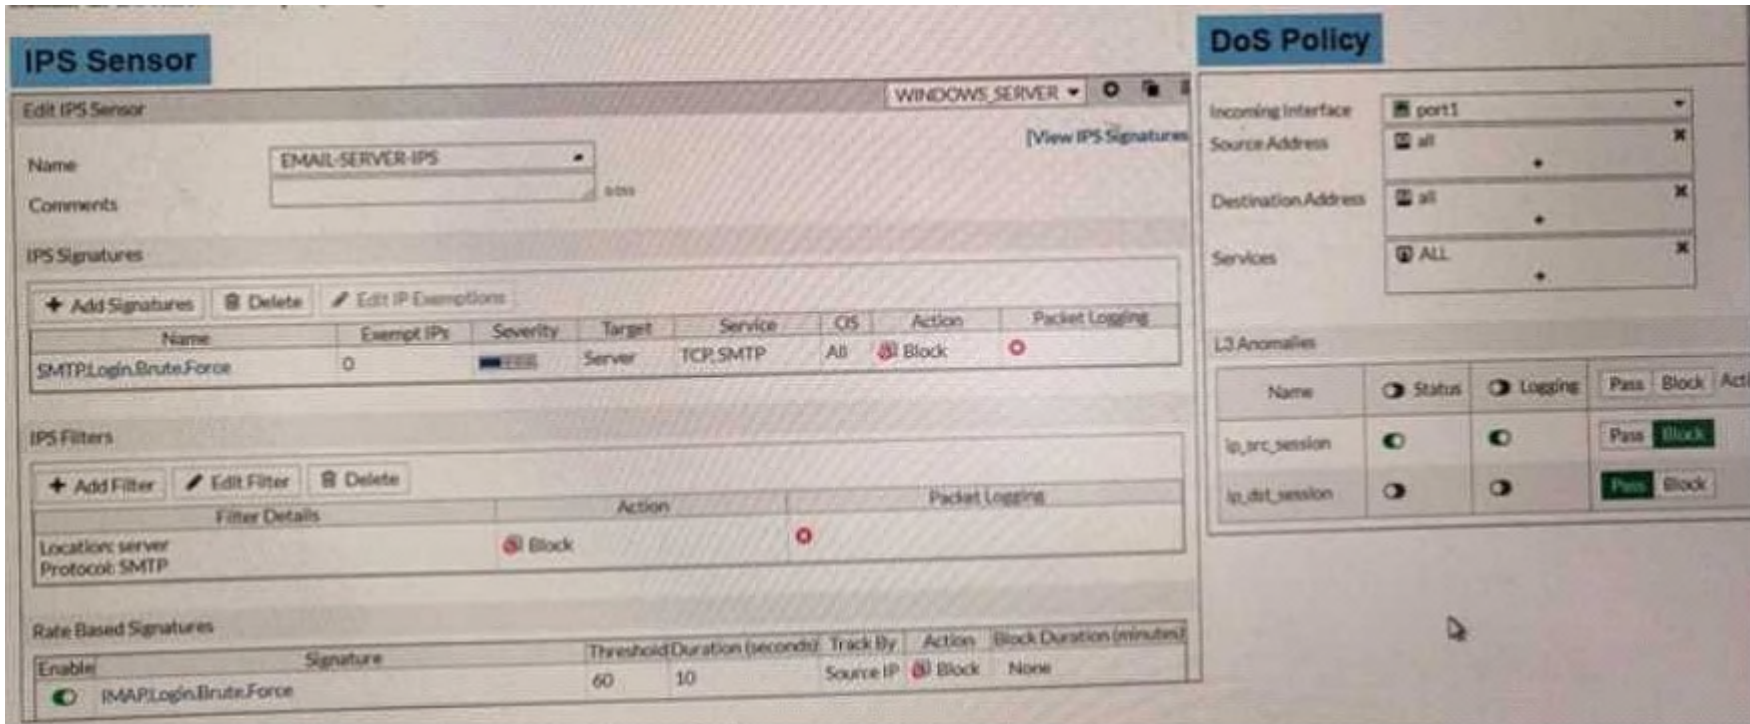 IPS Sensor
Edit IPS Sensor
WINDOWS_SERVER
[View IPS Signatures
Name
EMAIL-SERVER-IPS
Comments
IPS Signatures
Add Signatures
Delete
Edit IP Exemptions
Name Exempt IPs Severity Target Service OS Action Packet Logging
SMTP.Login.Brute.Force 0 Server TCP, SMTP All Block
IPS Filters
Add Filter
Edit Filter
Delete
Filter Details Action Packet Logging
Location: server
Protocol: SMTP
Block
Rate Based Signatures
Enable Signature Threshold Duration (seconds) Track By Action Block Duration (minutes)
IMAP.Login.Brute.Force 60 10 Source IP Block None
DoS Policy
Incoming Interface port1
Source Address all
Destination Address all
Services ALL
L3 Anomalies
Name Status Logging Pass Block Acti
ip_src_session Pass Block
ip_dst_session Pass Block